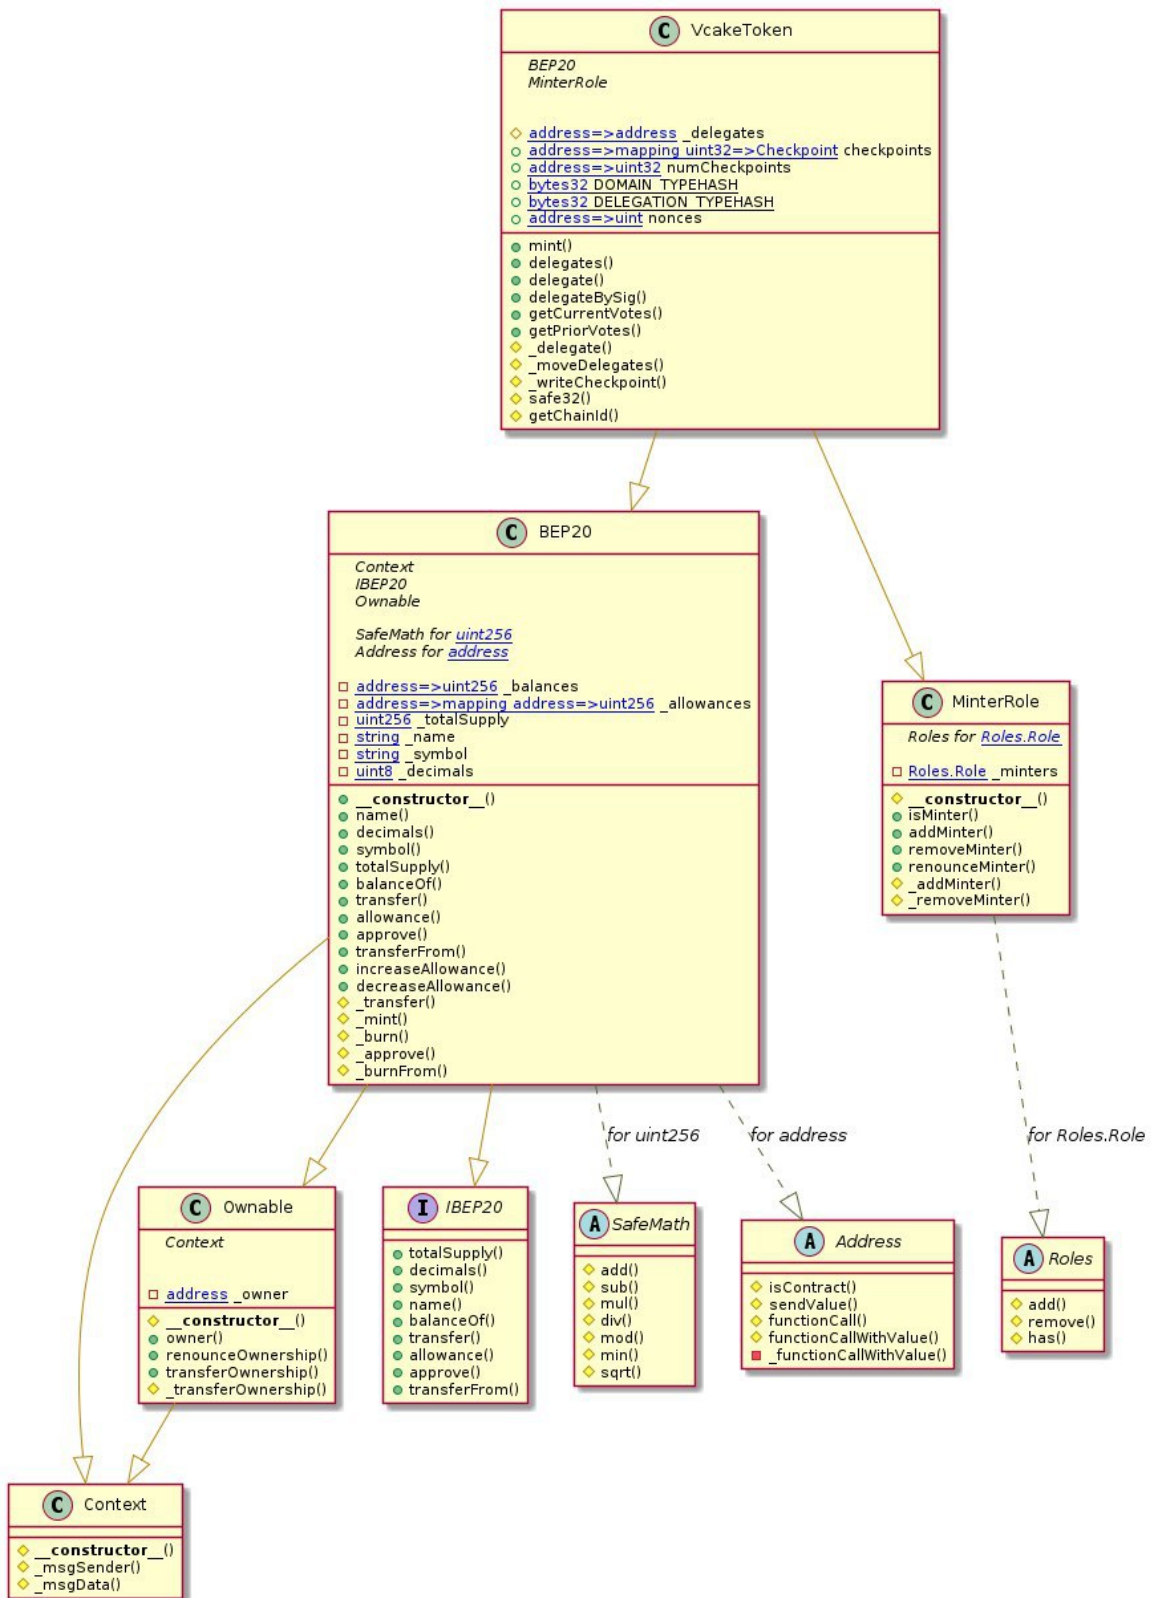 C VcakeToken
BEP20
MinterRole
address=>address _delegates
address=>mapping uint32=>Checkpoint checkpoints
address=>uint32 numCheckpoints
bytes32 DOMAIN_TYPEHASH
bytes32 DELEGATION_TYPEHASH
address=>uint nonces
mint()
delegates()
delegate()
delegateBySig()
getCurrentVotes()
getPriorVotes()
_delegate()
_moveDelegates()
_writeCheckpoint()
safe32()
getChainId()
C BEP20
Context
IBEP20
Ownable
SafeMath for uint256
Address for address
address=>uint256 _balances
address=>mapping address=>uint256 _allowances
uint256 _totalSupply
string _name
string _symbol
uint8 _decimals
__constructor__()
name()
decimals()
symbol()
totalSupply()
balanceOf()
transfer()
allowance()
approve()
transferFrom()
increaseAllowance()
decreaseAllowance()
_transfer()
_mint()
_burn()
_approve()
_burnFrom()
C MinterRole
Roles for Roles.Role
Roles.Role _minters
__constructor__()
isMinter()
addMinter()
removeMinter()
renounceMinter()
_addMinter()
_removeMinter()
for uint256
for address
for Roles.Role
C Ownable
Context
address _owner
__constructor__()
owner()
renounceOwnership()
transferOwnership()
_transferOwnership()
I IBEP20
totalSupply()
decimals()
symbol()
name()
balanceOf()
transfer()
allowance()
approve()
transferFrom()
A SafeMath
add()
sub()
mul()
div()
mod()
min()
sqrt()
A Address
isContract()
sendValue()
functionCall()
functionCallWithValue()
_functionCallWithValue()
A Roles
add()
remove()
has()
C Context
__constructor__()
_msgSender()
_msgData()